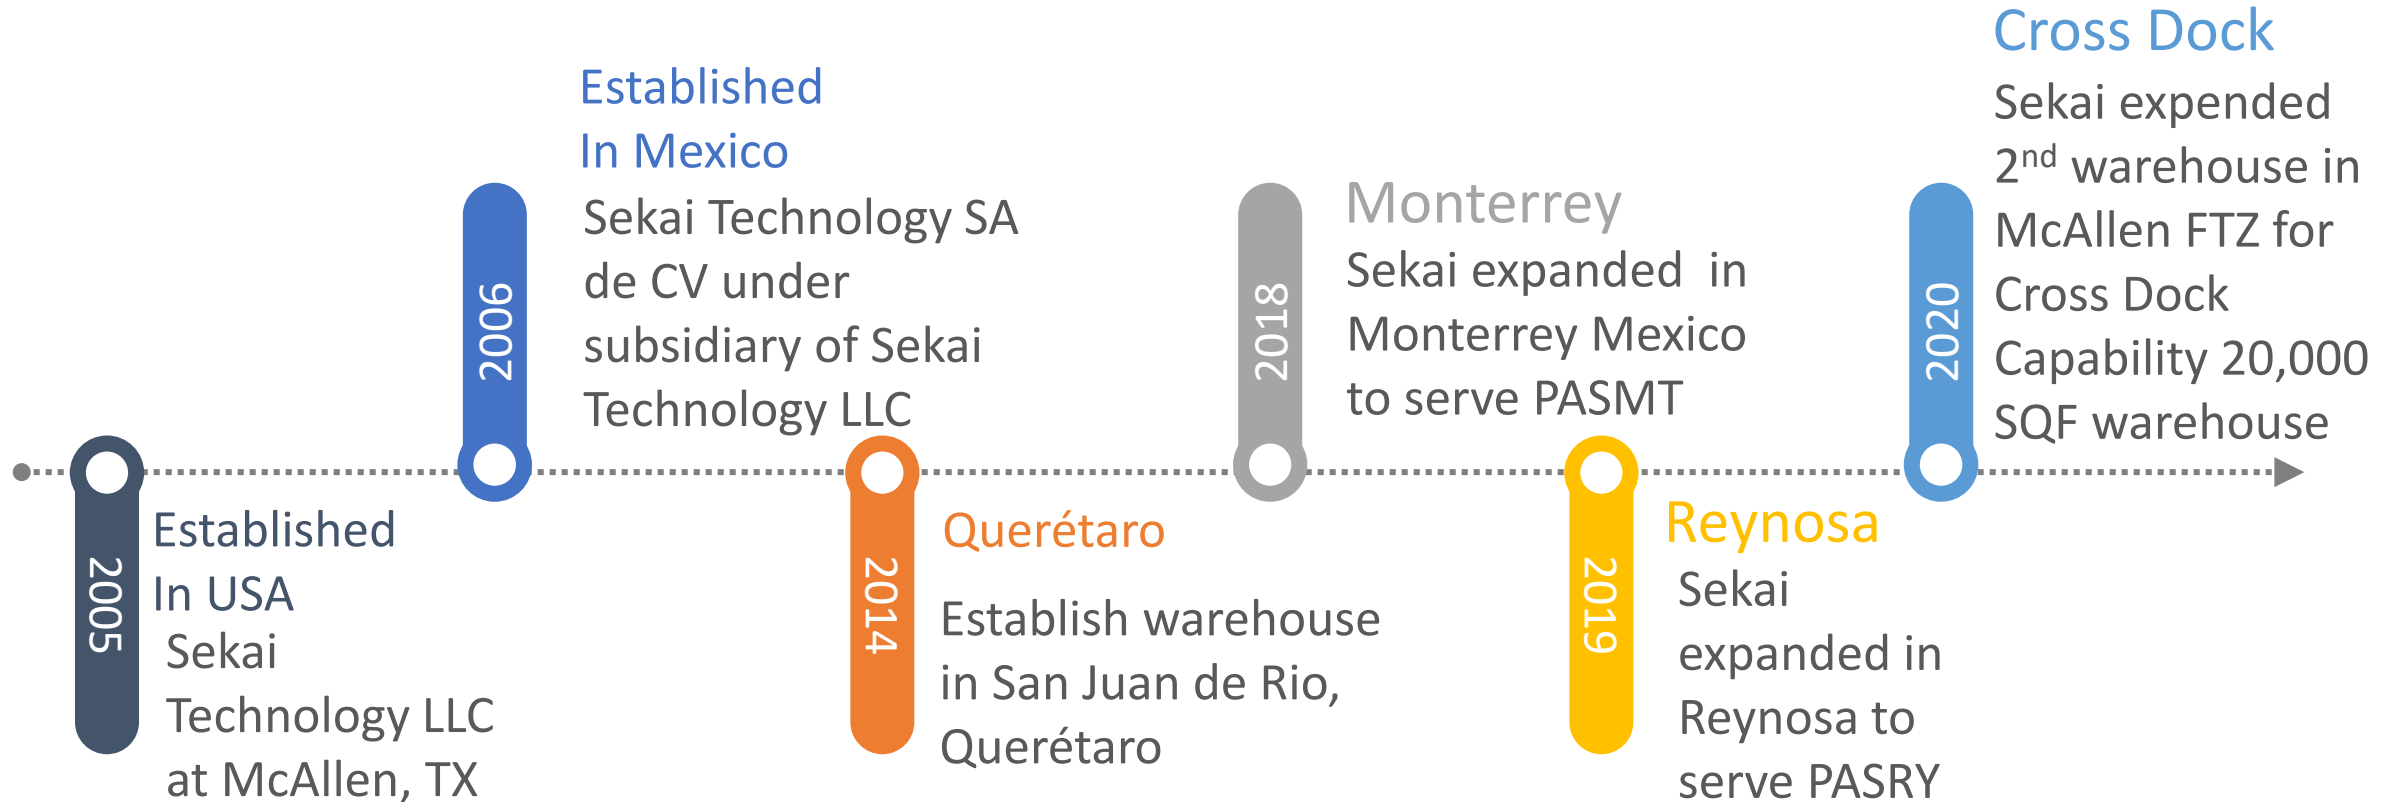 2005
Established
In USA
Sekai
Technology LLC
at McAllen, TX
2006
Established
In Mexico
Sekai Technology SA
de CV under
subsidiary of Sekai
Technology LLC
2014
Querétaro
Establish warehouse
in San Juan de Rio,
Querétaro
2018
Monterrey
Sekai expanded  in
Monterrey Mexico
to serve PASMT
2019
Reynosa
Sekai
expanded in
Reynosa to
serve PASRY
2020
Cross Dock
Sekai expended
2nd warehouse in
McAllen FTZ for
Cross Dock
Capability 20,000
SQF warehouse